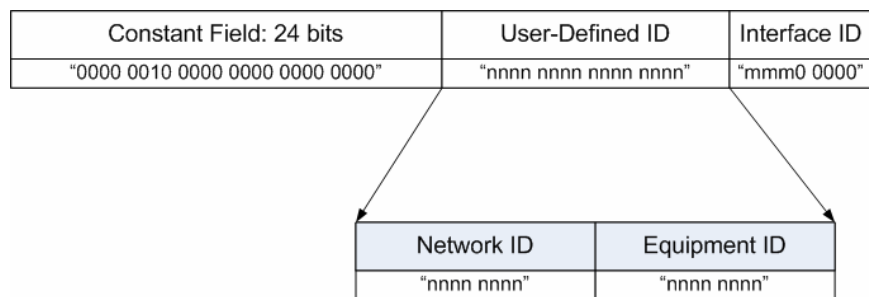 Constant Field: 24 bits User-Defined ID Interface ID
“0000 0010 0000 0000 0000 0000” “nnnn nnnn nnnn nnnn” “mmm0 0000”
Network ID Equipment ID
“nnnn nnnn” “nnnn nnnn”